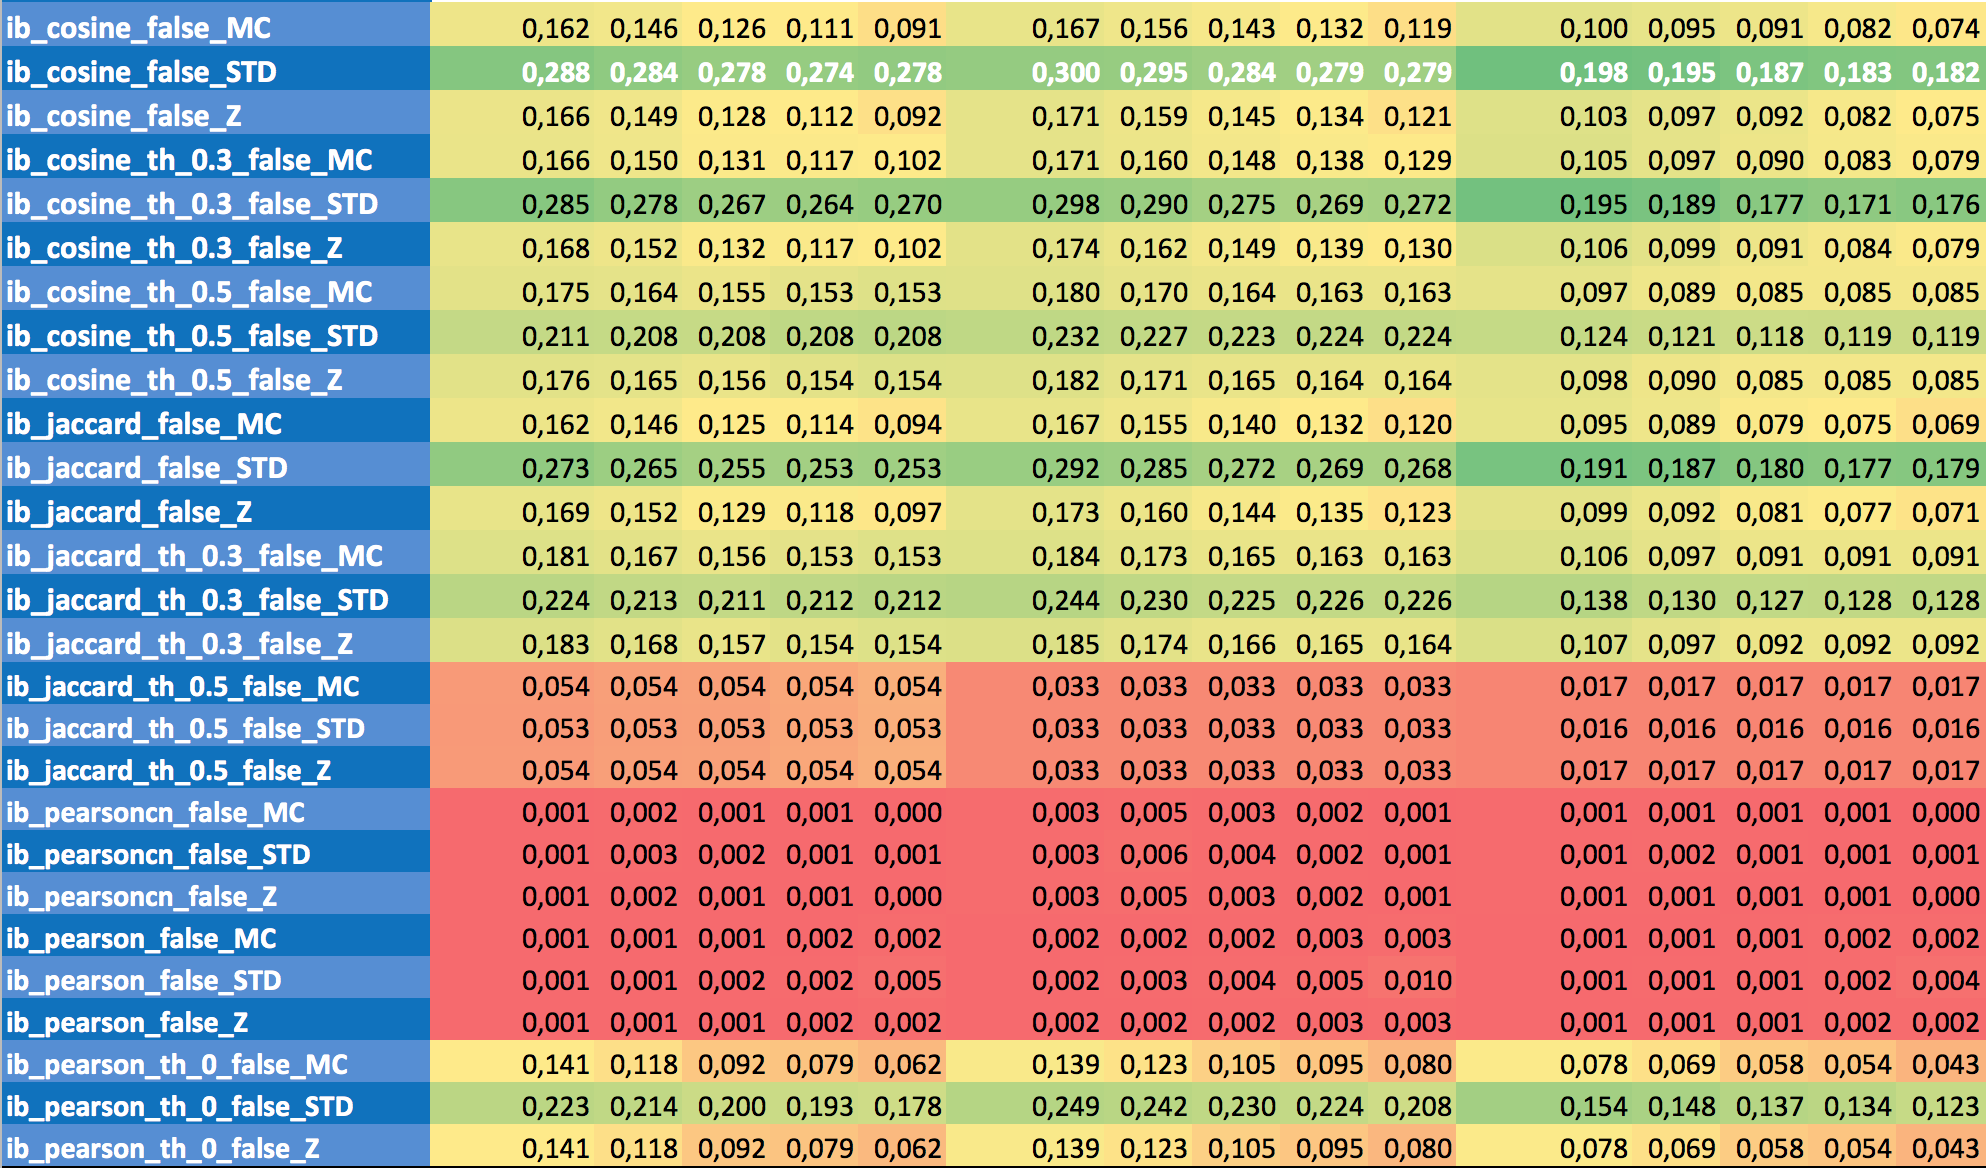 ib_cosine_false_MC 0,162 0,146 0,126 0,111 0,091 0,167 0,156 0,143 0,132 0,119 0,100 0,095 0,091 0,082 0,074
ib_cosine_false_STD 0,288 0,284 0,278 0,274 0,278 0,300 0,295 0,284 0,279 0,279 0,198 0,195 0,187 0,183 0,182
ib_cosine_false_Z 0,166 0,149 0,128 0,112 0,092 0,171 0,159 0,145 0,134 0,121 0,103 0,097 0,092 0,082 0,075
ib_cosine_th_0.3_false_MC 0,166 0,150 0,131 0,117 0,102 0,171 0,160 0,148 0,138 0,129 0,105 0,097 0,090 0,083 0,079
ib_cosine_th_0.3_false_STD 0,285 0,278 0,267 0,264 0,270 0,298 0,290 0,275 0,269 0,272 0,195 0,189 0,177 0,171 0,176
ib_cosine_th_0.3_false_Z 0,168 0,152 0,132 0,117 0,102 0,174 0,162 0,149 0,139 0,130 0,106 0,099 0,091 0,084 0,079
ib_cosine_th_0.5_false_MC 0,175 0,164 0,155 0,153 0,153 0,180 0,170 0,164 0,163 0,163 0,097 0,089 0,085 0,085 0,085
ib_cosine_th_0.5_false_STD 0,211 0,208 0,208 0,208 0,208 0,232 0,227 0,223 0,224 0,224 0,124 0,121 0,118 0,119 0,119
ib_cosine_th_0.5_false_Z 0,176 0,165 0,156 0,154 0,154 0,182 0,171 0,165 0,164 0,164 0,098 0,090 0,085 0,085 0,085
ib_jaccard_false_MC 0,162 0,146 0,125 0,114 0,094 0,167 0,155 0,140 0,132 0,120 0,095 0,089 0,079 0,075 0,069
ib_jaccard_false_STD 0,273 0,265 0,255 0,253 0,253 0,292 0,285 0,272 0,269 0,268 0,191 0,187 0,180 0,177 0,179
ib_jaccard_false_Z 0,169 0,152 0,129 0,118 0,097 0,173 0,160 0,144 0,135 0,123 0,099 0,092 0,081 0,077 0,071
ib_jaccard_th_0.3_false_MC 0,181 0,167 0,156 0,153 0,153 0,184 0,173 0,165 0,163 0,163 0,106 0,097 0,091 0,091 0,091
ib_jaccard_th_0.3_false_STD 0,224 0,213 0,211 0,212 0,212 0,244 0,230 0,225 0,226 0,226 0,138 0,130 0,127 0,128 0,128
ib_jaccard_th_0.3_false_Z 0,183 0,168 0,157 0,154 0,154 0,185 0,174 0,166 0,165 0,164 0,107 0,097 0,092 0,092 0,092
ib_jaccard_th_0.5_false_MC 0,054 0,054 0,054 0,054 0,054 0,033 0,033 0,033 0,033 0,033 0,017 0,017 0,017 0,017 0,017
ib_jaccard_th_0.5_false_STD 0,053 0,053 0,053 0,053 0,053 0,033 0,033 0,033 0,033 0,033 0,016 0,016 0,016 0,016 0,016
ib_jaccard_th_0.5_false_Z 0,054 0,054 0,054 0,054 0,054 0,033 0,033 0,033 0,033 0,033 0,017 0,017 0,017 0,017 0,017
ib_pearsoncn_false_MC 0,001 0,002 0,001 0,001 0,000 0,003 0,005 0,003 0,002 0,001 0,001 0,001 0,001 0,001 0,000
ib_pearsoncn_false_STD 0,001 0,003 0,002 0,001 0,001 0,003 0,006 0,004 0,002 0,001 0,001 0,002 0,001 0,001 0,001
ib_pearsoncn_false_Z 0,001 0,002 0,001 0,001 0,000 0,003 0,005 0,003 0,002 0,001 0,001 0,001 0,001 0,001 0,000
ib_pearson_false_MC 0,001 0,001 0,001 0,002 0,002 0,002 0,002 0,002 0,003 0,003 0,001 0,001 0,001 0,002 0,002
ib_pearson_false_STD 0,001 0,001 0,002 0,002 0,005 0,002 0,003 0,004 0,005 0,010 0,001 0,001 0,001 0,002 0,004
ib_pearson_false_Z 0,001 0,001 0,001 0,002 0,002 0,002 0,002 0,002 0,003 0,003 0,001 0,001 0,001 0,002 0,002
ib_pearson_th_0_false_MC 0,141 0,118 0,092 0,079 0,062 0,139 0,123 0,105 0,095 0,080 0,078 0,069 0,058 0,054 0,043
ib_pearson_th_0_false_STD 0,223 0,214 0,200 0,193 0,178 0,249 0,242 0,230 0,224 0,208 0,154 0,148 0,137 0,134 0,123
ib_pearson_th_0_false_Z 0,141 0,118 0,092 0,079 0,062 0,139 0,123 0,105 0,095 0,080 0,078 0,069 0,058 0,054 0,043